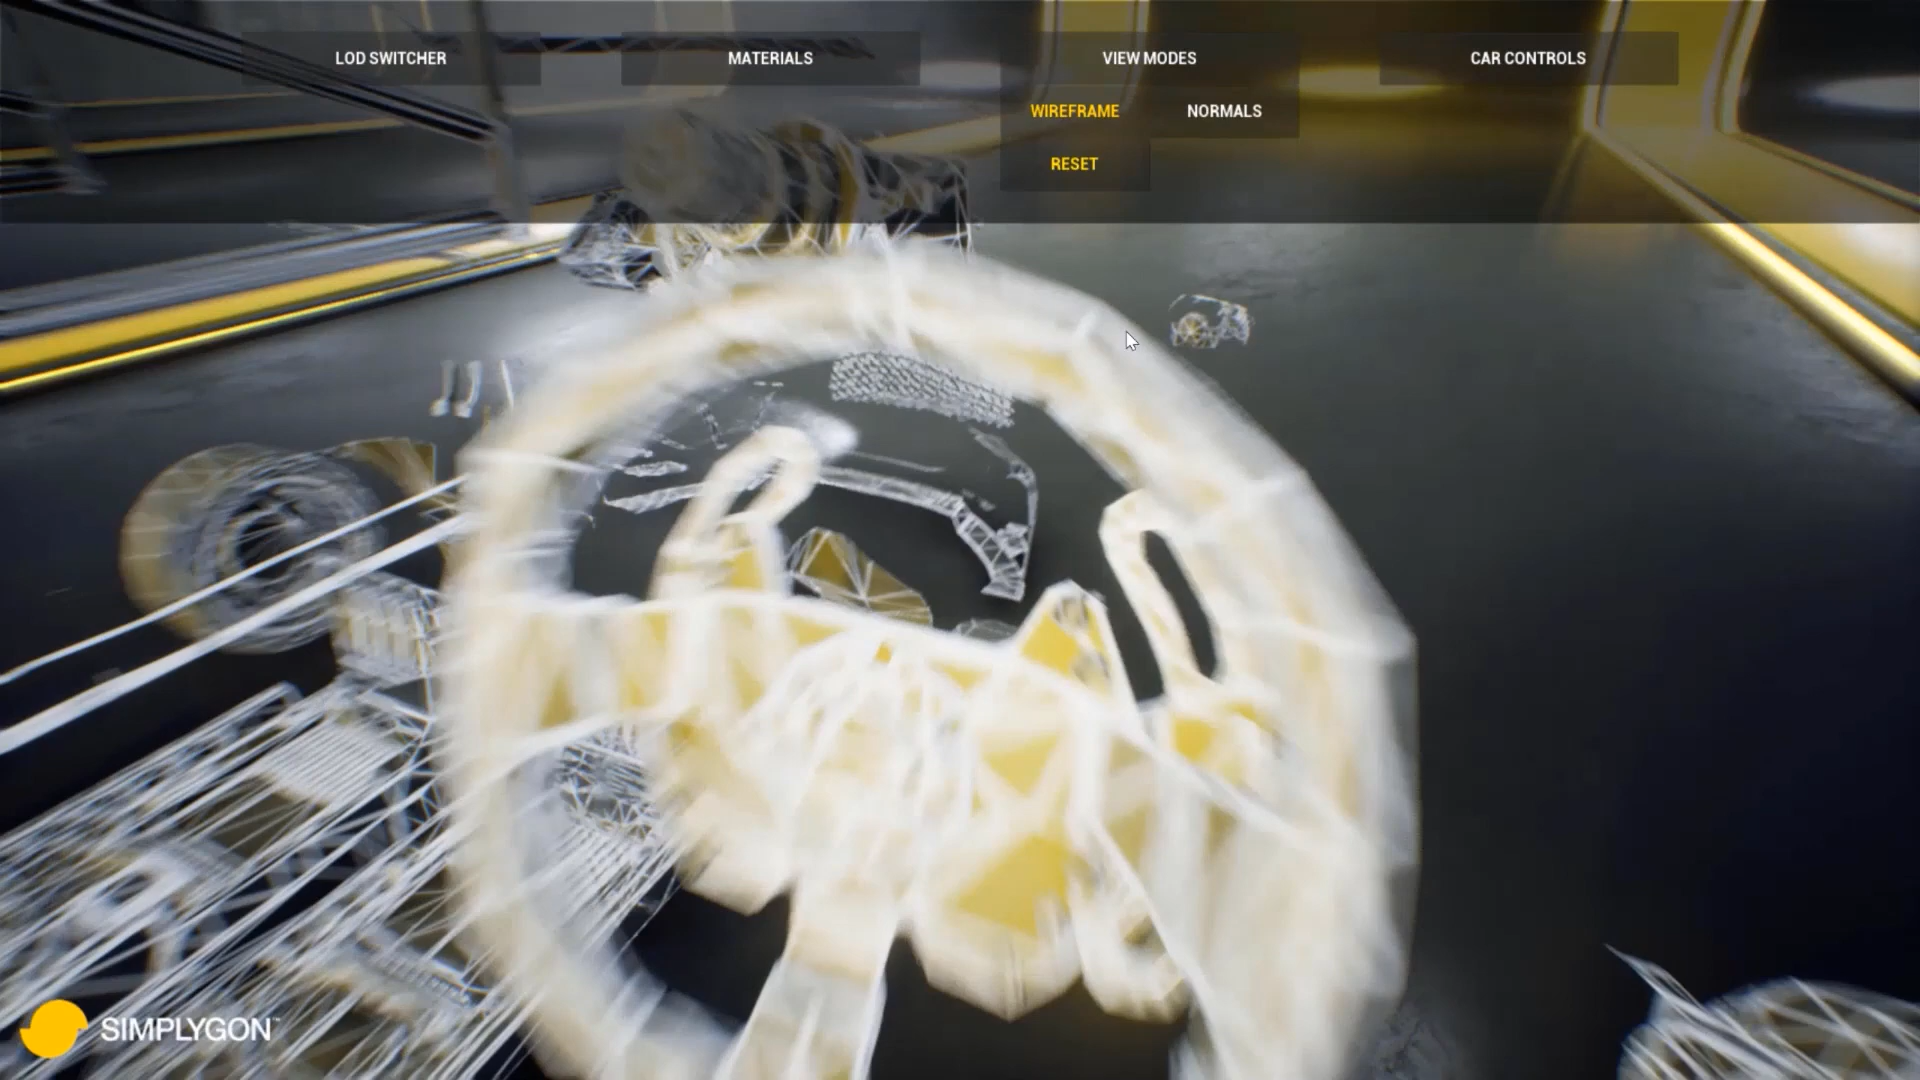 LOD SWITCHER MATERIALS VIEW MODES CAR CONTROLS
WIREFRAME NORMALS
RESET
SIMPLYGON™